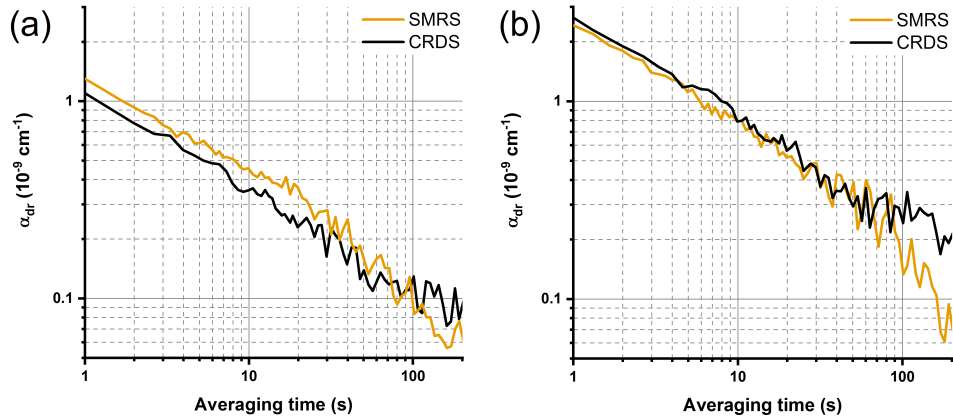 (a)
SMRS
CRDS
1
0.1
α_dr (10⁻⁹ cm⁻¹)
1
10
100
Averaging time (s)
(b)
SMRS
CRDS
1
0.1
α_dr (10⁻⁹ cm⁻¹)
1
10
100
Averaging time (s)